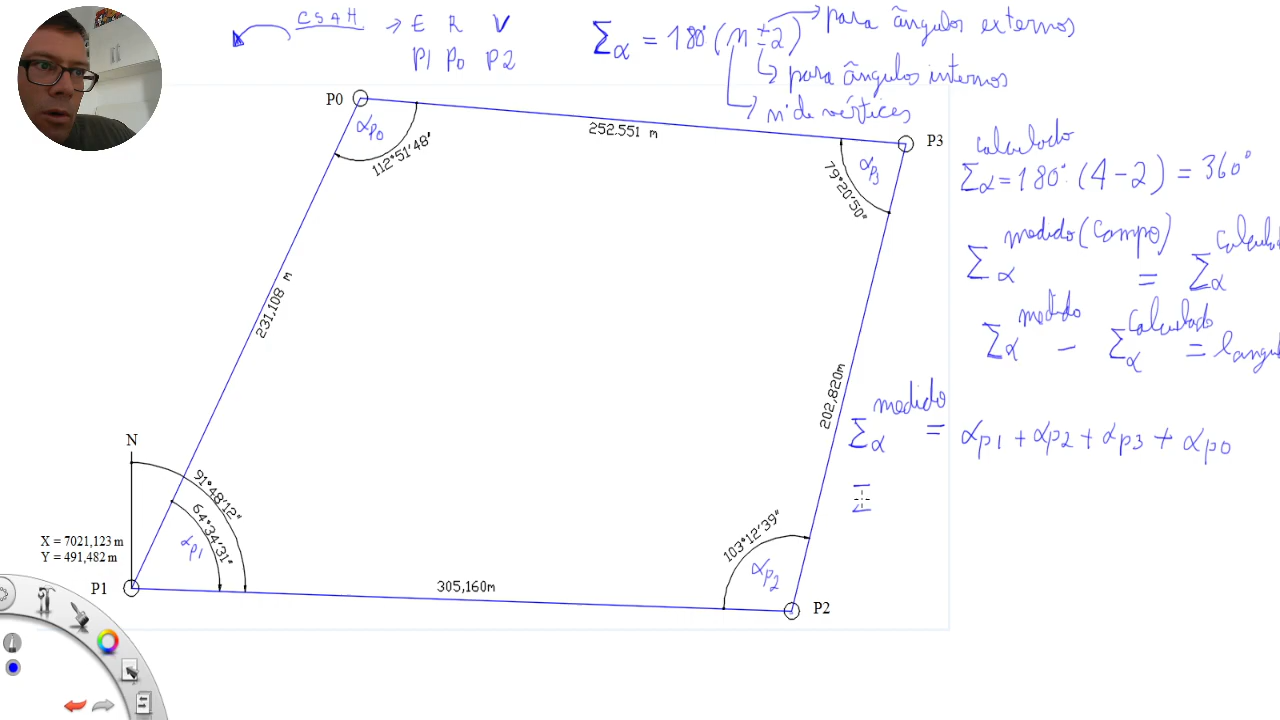 CSAH → E R V
P1 P0 P2
Σα = 180° (n ± 2) → para ângulos externos
→ para ângulos internos
→ nº de vértices
P0
αp0
112°51'48"
252.551 m
P3
αp3
79°20'50"
calculado
Σα = 180° (4 - 2) = 360°
medido (campo) calculad
Σα = Σα
medido calculado
Σα - Σα = langul
231,108 m
202,820m
medido
Σα = αp1 + αp2 + αp3 + αp0
Σ
N
91°48'12"
64°34'31"
αp1
X = 7021,123 m
Y = 491,482 m
P1
305,160m
103°12'39"
αp2
P2